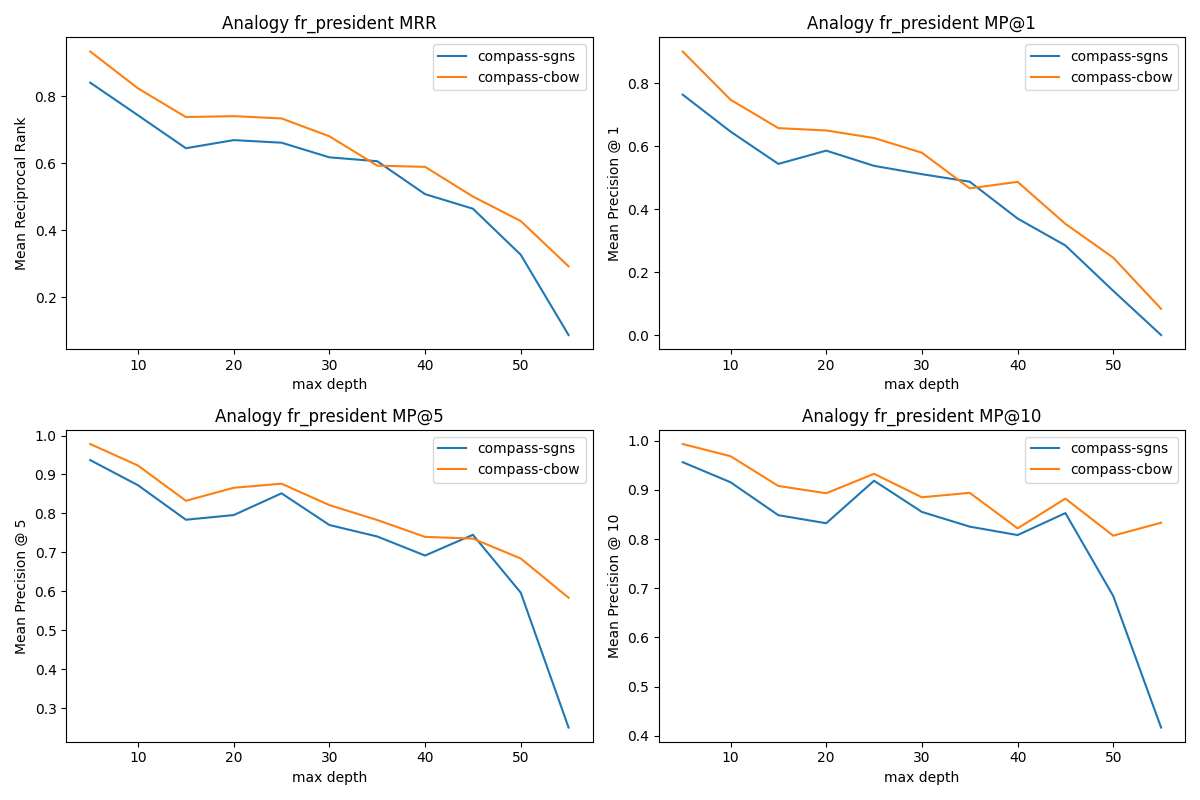 Analogy fr_president MRR
compass-sgns
compass-cbow
Mean Reciprocal Rank
0.8
0.6
0.4
0.2
10 20 30 40 50
max depth
Analogy fr_president MP@1
compass-sgns
compass-cbow
Mean Precision @ 1
0.8
0.6
0.4
0.2
0.0
10 20 30 40 50
max depth
Analogy fr_president MP@5
compass-sgns
compass-cbow
Mean Precision @ 5
1.0
0.9
0.8
0.7
0.6
0.5
0.4
0.3
10 20 30 40 50
max depth
Analogy fr_president MP@10
compass-sgns
compass-cbow
Mean Precision @ 10
1.0
0.9
0.8
0.7
0.6
0.5
0.4
10 20 30 40 50
max depth